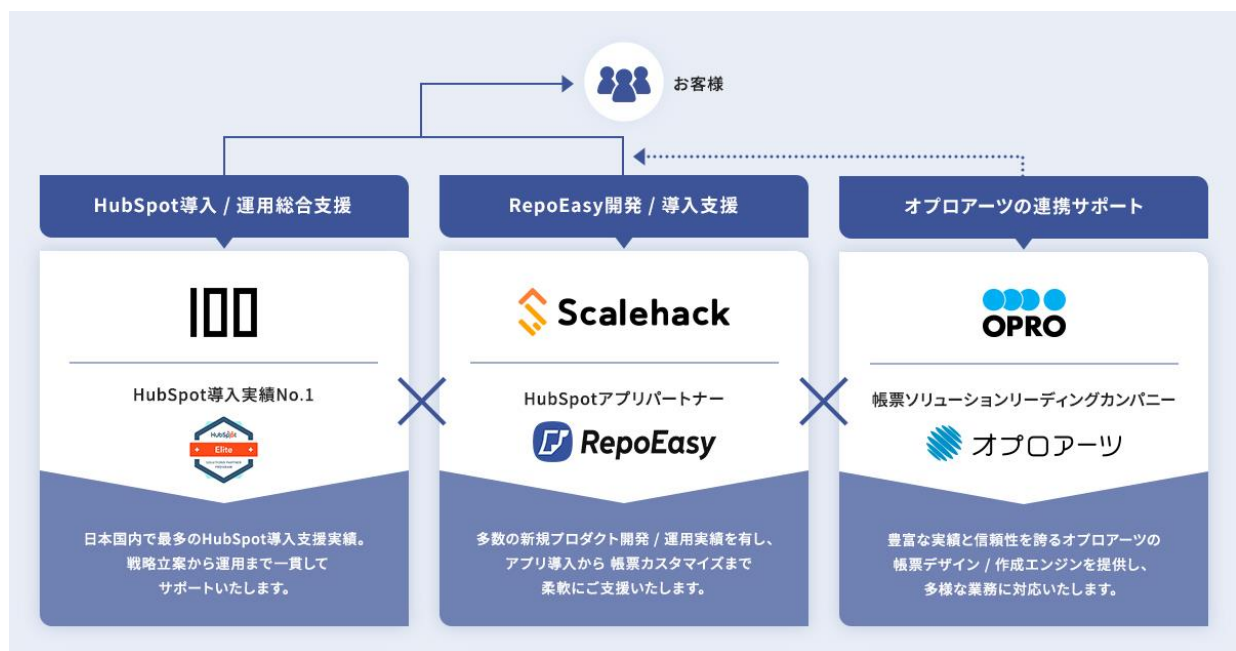 お客様
HubSpot導入 / 運用総合支援
100
HubSpot導入実績No.1
HubSpot
Elite
SOLUTIONS PARTNER
PROGRAM
日本国内で最多のHubSpot導入支援実績。
戦略立案から運用まで一貫して
サポートいたします。
RepoEasy開発 / 導入支援
Scalehack
HubSpotアプリパートナー
RepoEasy
多数の新規プロダクト開発 / 運用実績を有し、
アプリ導入から 帳票カスタマイズまで
柔軟にご支援いたします。
オプロアーツの連携サポート
OPRO
帳票ソリューションリーディングカンパニー
オプロアーツ
豊富な実績と信頼性を誇るオプロアーツの
帳票デザイン / 作成エンジンを提供し、
多様な業務に対応いたします。